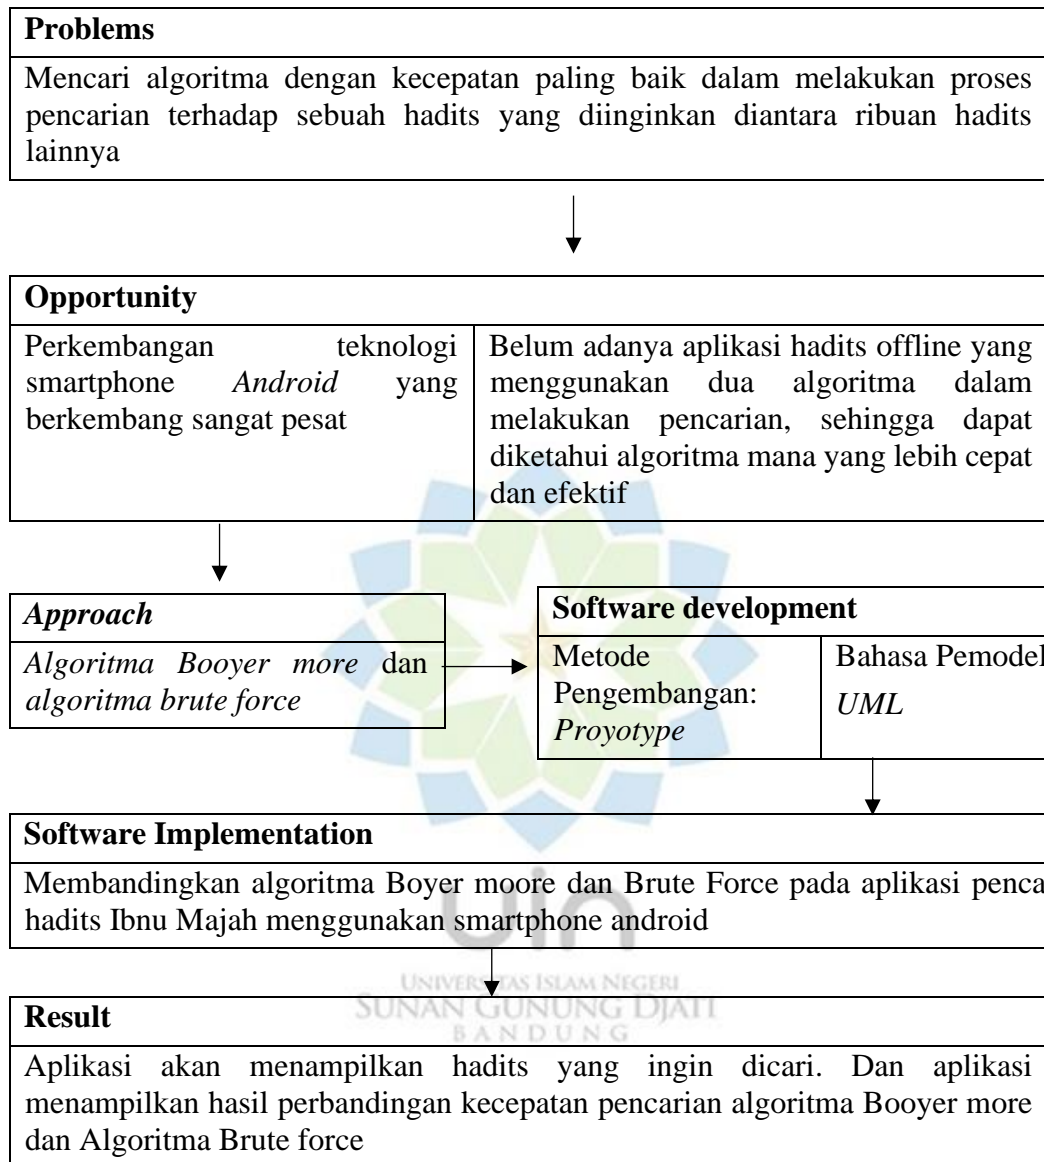 Problems
Mencari algoritma dengan kecepatan paling baik dalam melakukan proses
pencarian terhadap sebuah hadits yang diinginkan diantara ribuan hadits
lainnya
Opportunity
Perkembangan teknologi
smartphone Android yang
berkembang sangat pesat
Belum adanya aplikasi hadits offline yang
menggunakan dua algoritma dalam
melakukan pencarian, sehingga dapat
diketahui algoritma mana yang lebih cepat
dan efektif
Approach
Algoritma Booyer more dan
algoritma brute force
Software development
Metode
Pengembangan:
Proyotype
Bahasa Pemodel
UML
Software Implementation
Membandingkan algoritma Boyer moore dan Brute Force pada aplikasi penca
hadits Ibnu Majah menggunakan smartphone android
uin
UNIVERSITAS ISLAM NEGERI
SUNAN GUNUNG DJATI
BANDUNG
Result
Aplikasi akan menampilkan hadits yang ingin dicari. Dan aplikasi
menampilkan hasil perbandingan kecepatan pencarian algoritma Booyer more
dan Algoritma Brute force